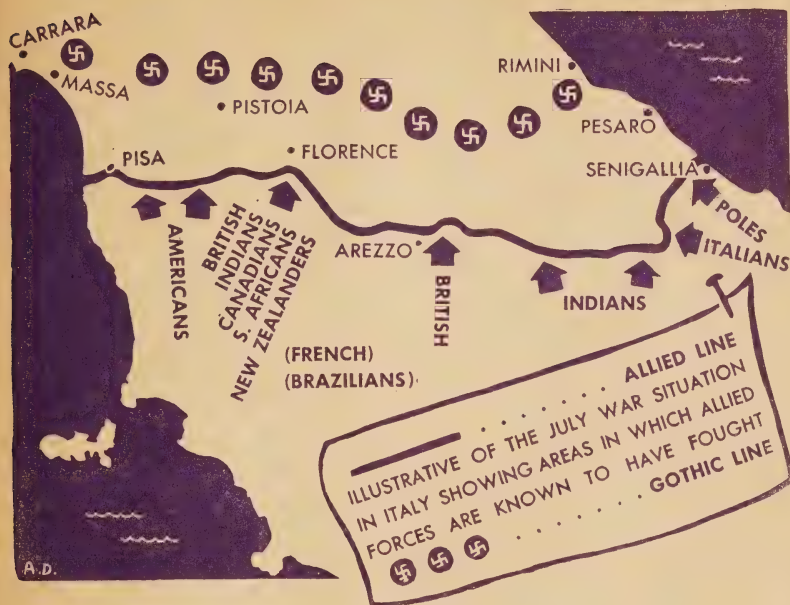 CARRARA
MASSA
PISTOIA
RIMINI
PESARO
PISA
FLORENCE
SENIGALLIA
POLES
ITALIANS
AREZZO
AMERICANS
BRITISH
INDIANS
CANADIANS
S. AFRICANS
NEW ZEALANDERS
BRITISH
INDIANS
(FRENCH)
(BRAZILIANS).
. . . . . . . ALLIED LINE
ILLUSTRATIVE OF THE JULY WAR SITUATION
IN ITALY SHOWING AREAS IN WHICH ALLIED
FORCES ARE KNOWN TO HAVE FOUGHT
. . . . . . . GOTHIC LINE
A.D.